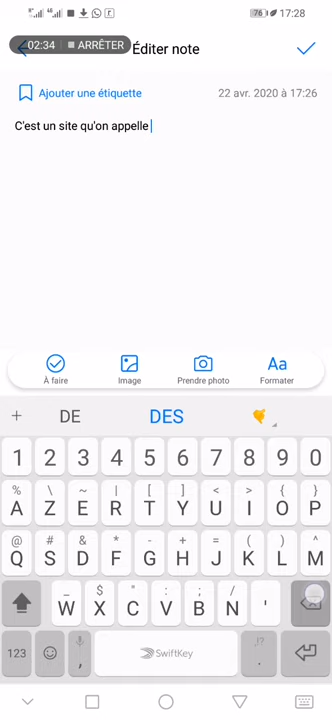 76 17:28
02:34 ARRÊTER Éditer note
Ajouter une étiquette 22 avr. 2020 à 17:26
C'est un site qu'on appelle
À faire Image Prendre photo Aa Formater
+ DE DES
1 2 3 4 5 6 7 8 9 0
% \ ~ | [ ] < > { }
A Z E R T Y U I O P
@ # & * - + = ( ) ^
Q S D F G H J K L M
_ $ " : ; /
W X C V B N '
123 , SwiftKey ,!? .